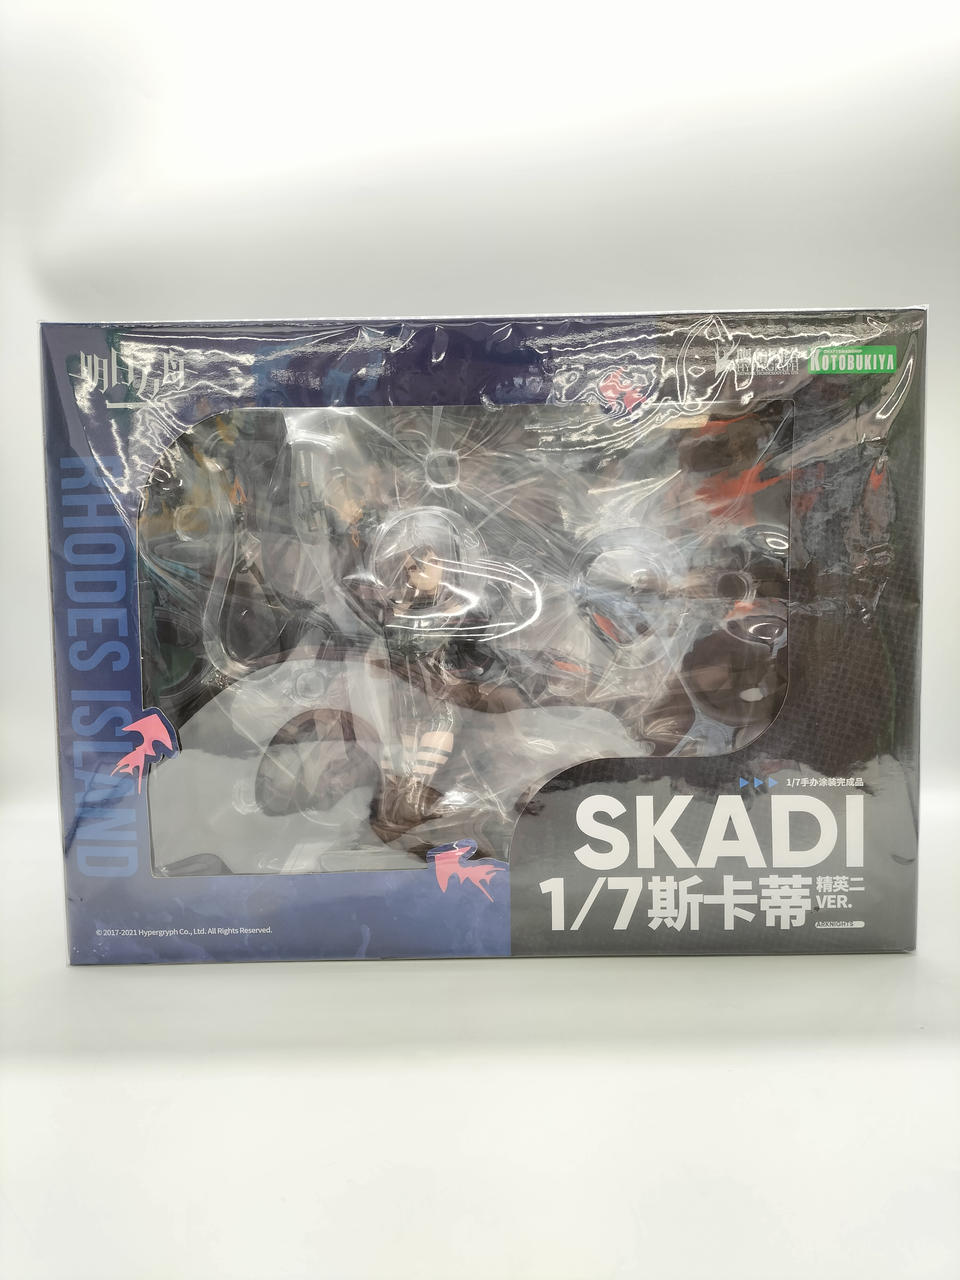 明日方舟
HYPERGRYPH
KOTOBUKIYA
RHODES ISLAND
1/7手办涂装完成品
SKADI
1/7斯卡蒂 精英二 VER.
ARKNIGHTS
© 2017-2021 Hypergryph Co., Ltd. All Rights Reserved.